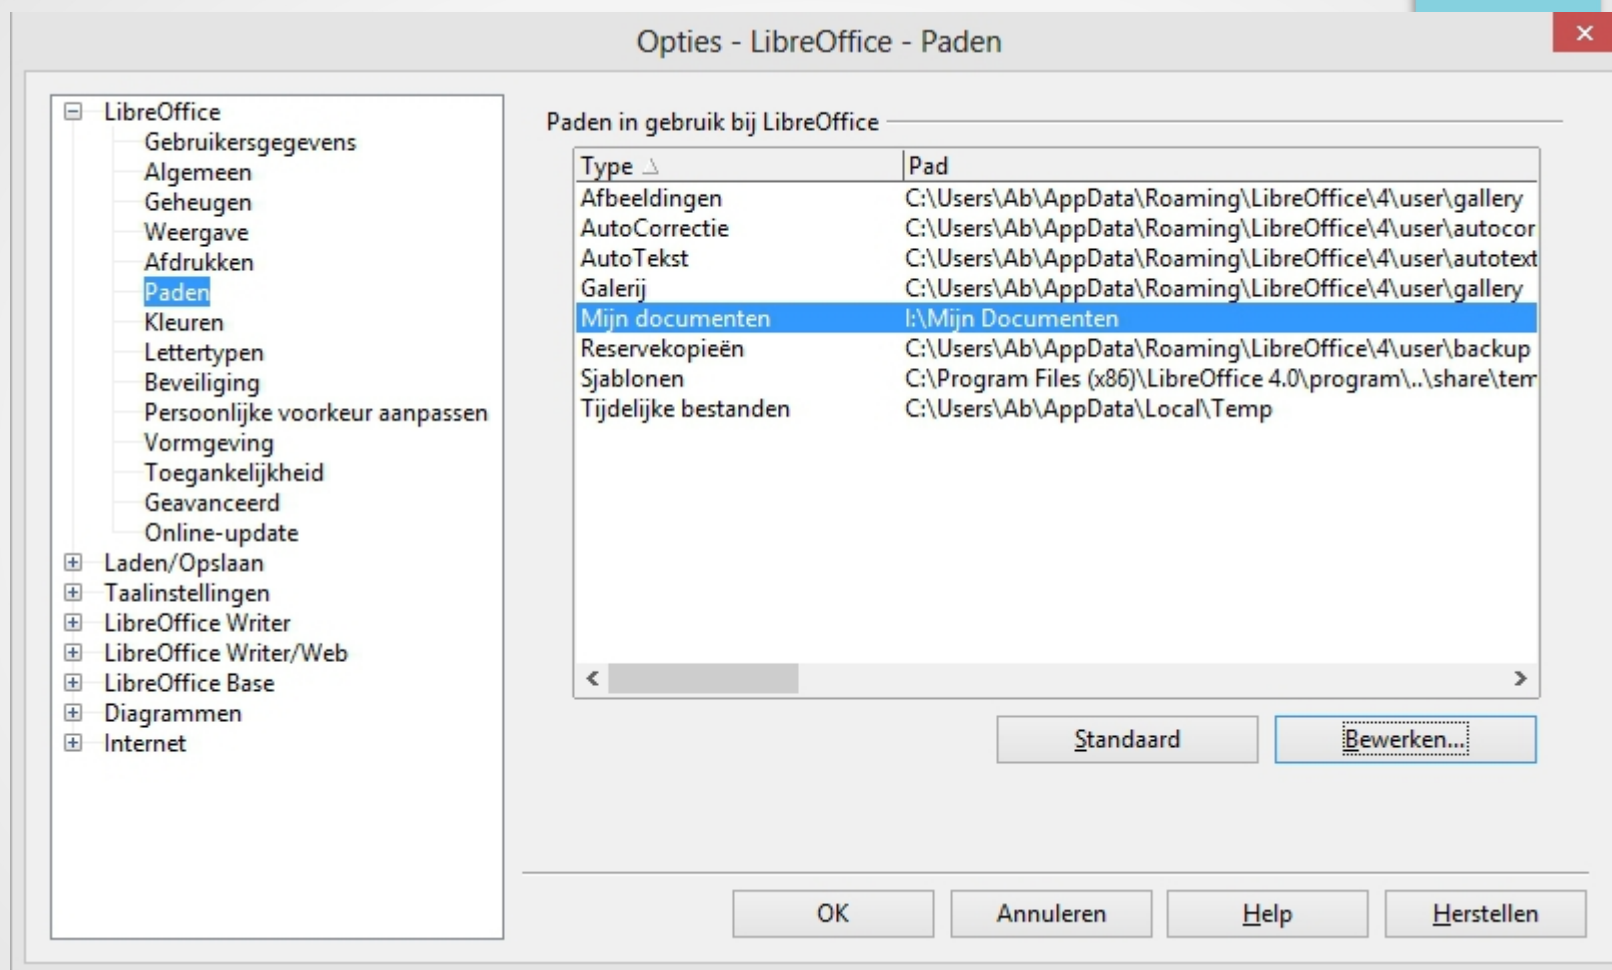 Opties - LibreOffice - Paden
LibreOffice
Gebruikersgegevens
Algemeen
Geheugen
Weergave
Afdrukken
Paden
Kleuren
Lettertypen
Beveiliging
Persoonlijke voorkeur aanpassen
Vormgeving
Toegankelijkheid
Geavanceerd
Online-update
Laden/Opslaan
Taalinstellingen
LibreOffice Writer
LibreOffice Writer/Web
LibreOffice Base
Diagrammen
Internet
Paden in gebruik bij LibreOffice
Type Pad
Afbeeldingen C:\Users\Ab\AppData\Roaming\LibreOffice\4\user\gallery
AutoCorrectie C:\Users\Ab\AppData\Roaming\LibreOffice\4\user\autocor
AutoTekst C:\Users\Ab\AppData\Roaming\LibreOffice\4\user\autotext
Galerij C:\Users\Ab\AppData\Roaming\LibreOffice\4\user\gallery
Mijn documenten I:\Mijn Documenten
Reservekopieën C:\Users\Ab\AppData\Roaming\LibreOffice\4\user\backup
Sjablonen C:\Program Files (x86)\LibreOffice 4.0\program\..\share\tem
Tijdelijke bestanden C:\Users\Ab\AppData\Local\Temp
Standaard Bewerken...
OK Annuleren Help Herstellen